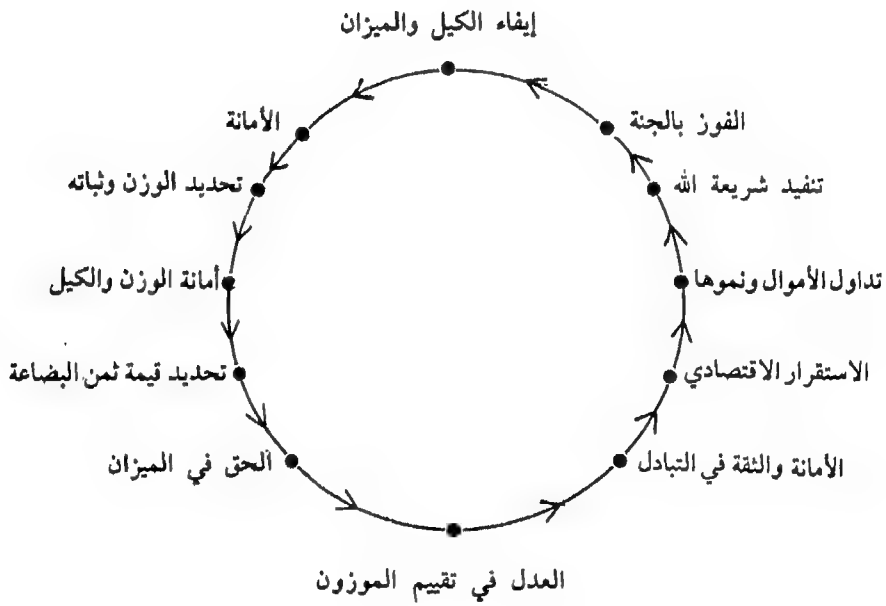 إيفاء الكيل والميزان
الأمانة
تحديد الوزن وثباته
أمانة الوزن والكيل
تحديد قيمة ثمن البضاعة
الحق في الميزان
العدل في تقييم الموزون
الأمانة والثقة في التبادل
الاستقرار الاقتصادي
تداول الأموال ونموها
تنفيد شريعة الله
الفوز بالجنة